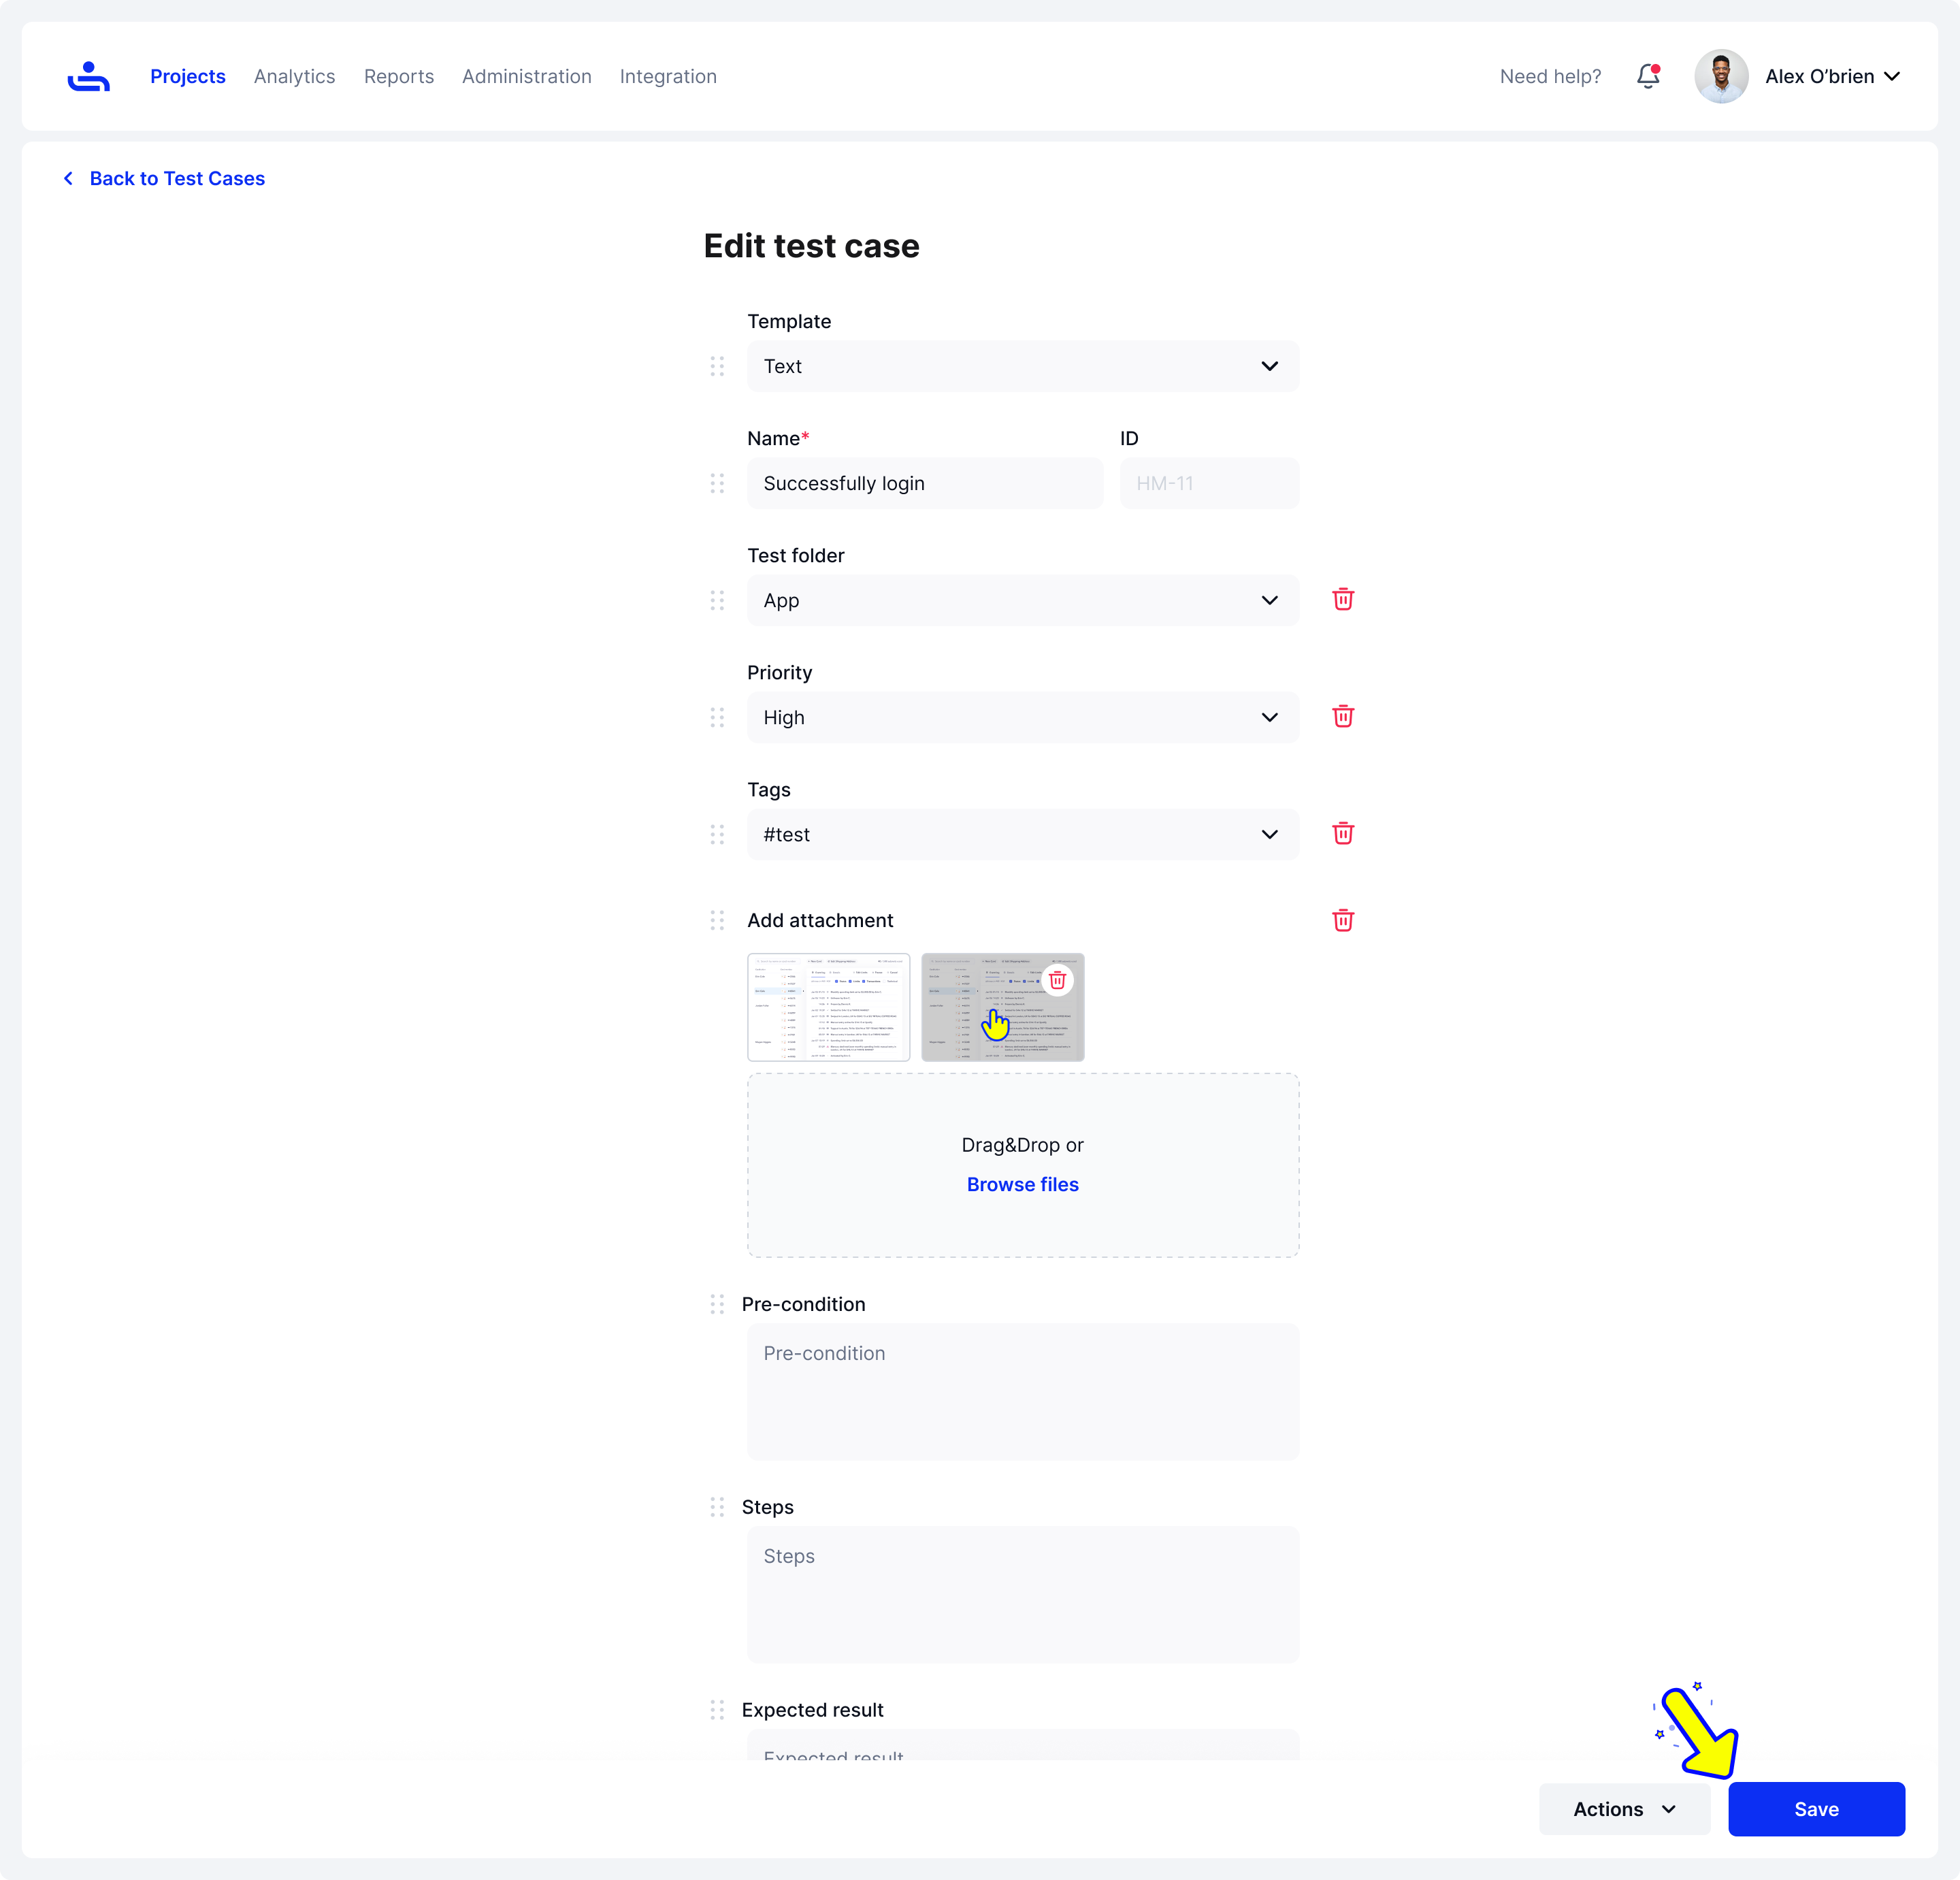 Projects Analytics Reports Administration Integration Need help? Alex O’brien
Back to Test Cases
Edit test case
Template
Text
Name* ID
Successfully login HM-11
Test folder
App
Priority
High
Tags
#test
Add attachment
Drag&Drop or
Browse files
Pre-condition
Pre-condition
Steps
Steps
Expected result
Expected result
Actions Save